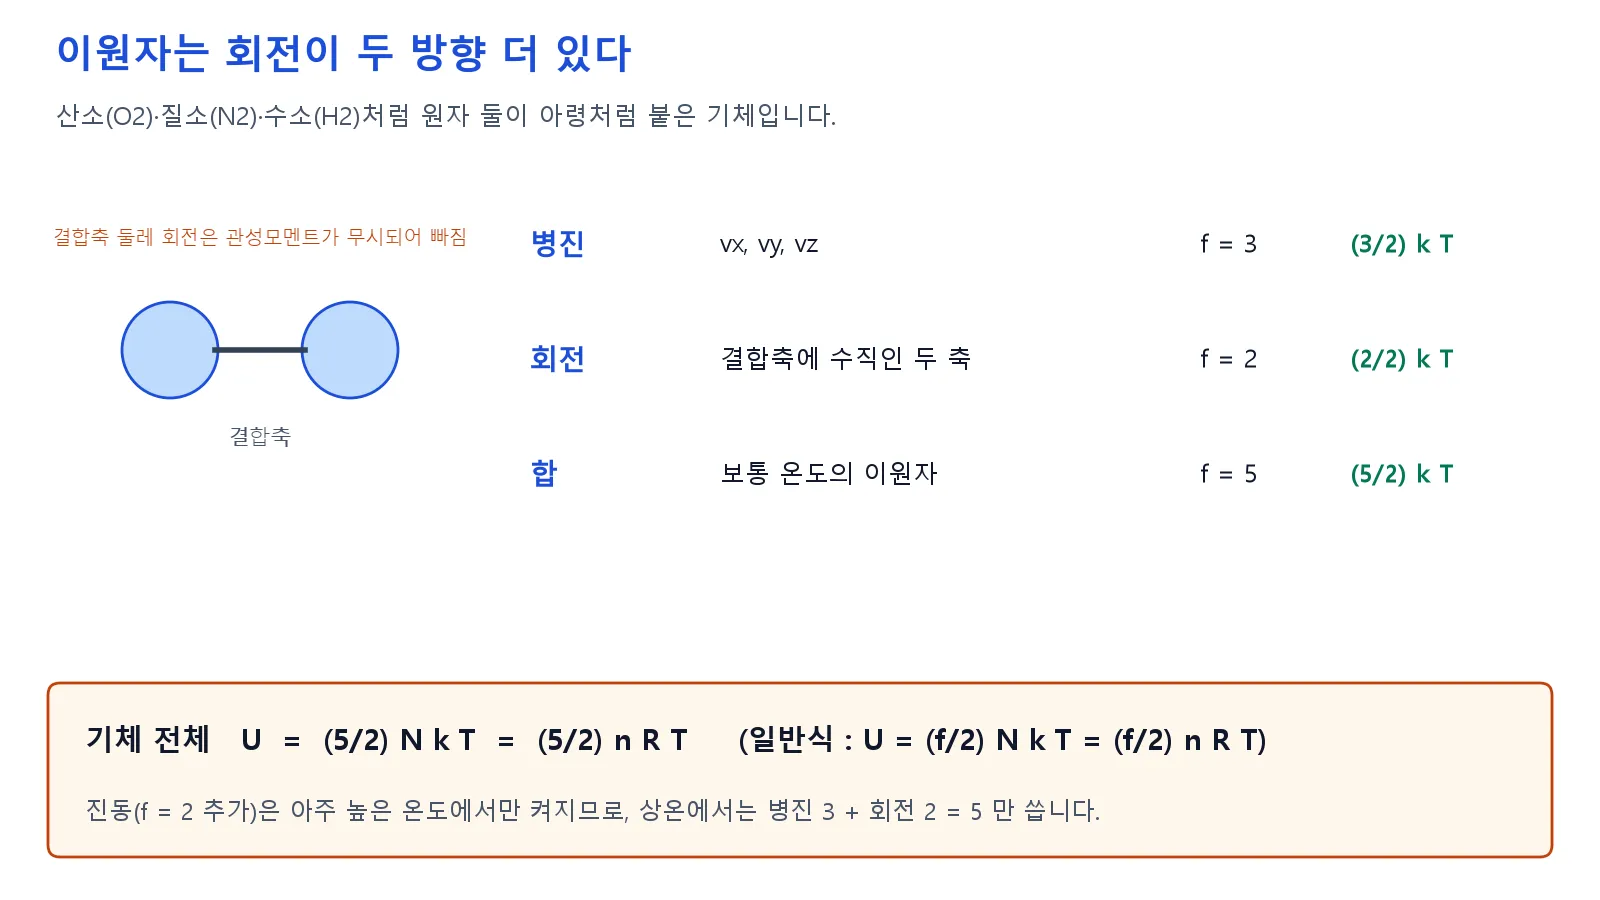 이원자는 회전이 두 방향 더 있다
산소(O2)·질소(N2)·수소(H2)처럼 원자 둘이 아령처럼 붙은 기체입니다.
결합축 둘레 회전은 관성모멘트가 무시되어 빠짐
결합축
병진 vx, vy, vz f = 3 (3/2) k T
회전 결합축에 수직인 두 축 f = 2 (2/2) k T
합 보통 온도의 이원자 f = 5 (5/2) k T
기체 전체 U = (5/2) N k T = (5/2) n R T (일반식 : U = (f/2) N k T = (f/2) n R T)
진동(f = 2 추가)은 아주 높은 온도에서만 켜지므로, 상온에서는 병진 3 + 회전 2 = 5 만 씁니다.